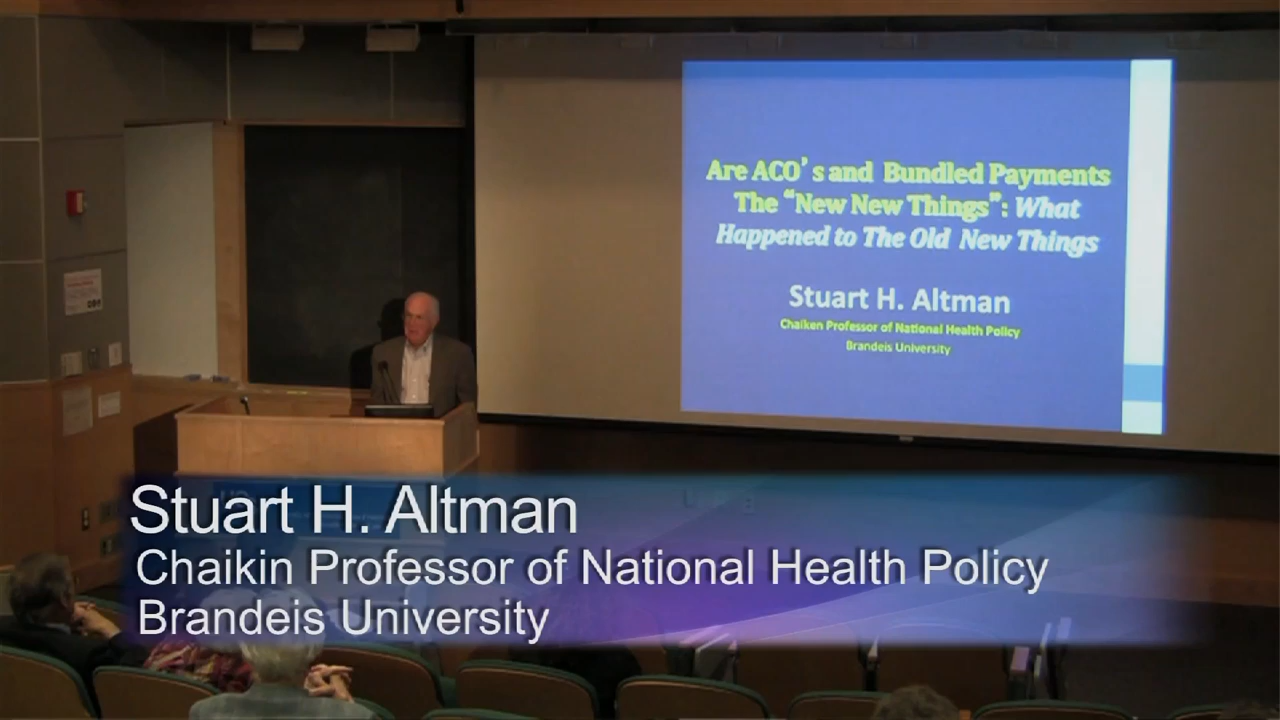 Are ACO's and Bundled Payments
The “New New Things”: What
Happened to The Old New Things
Stuart H. Altman
Chaiken Professor of National Health Policy
Brandeis University
Stuart H. Altman
Chaikin Professor of National Health Policy
Brandeis University